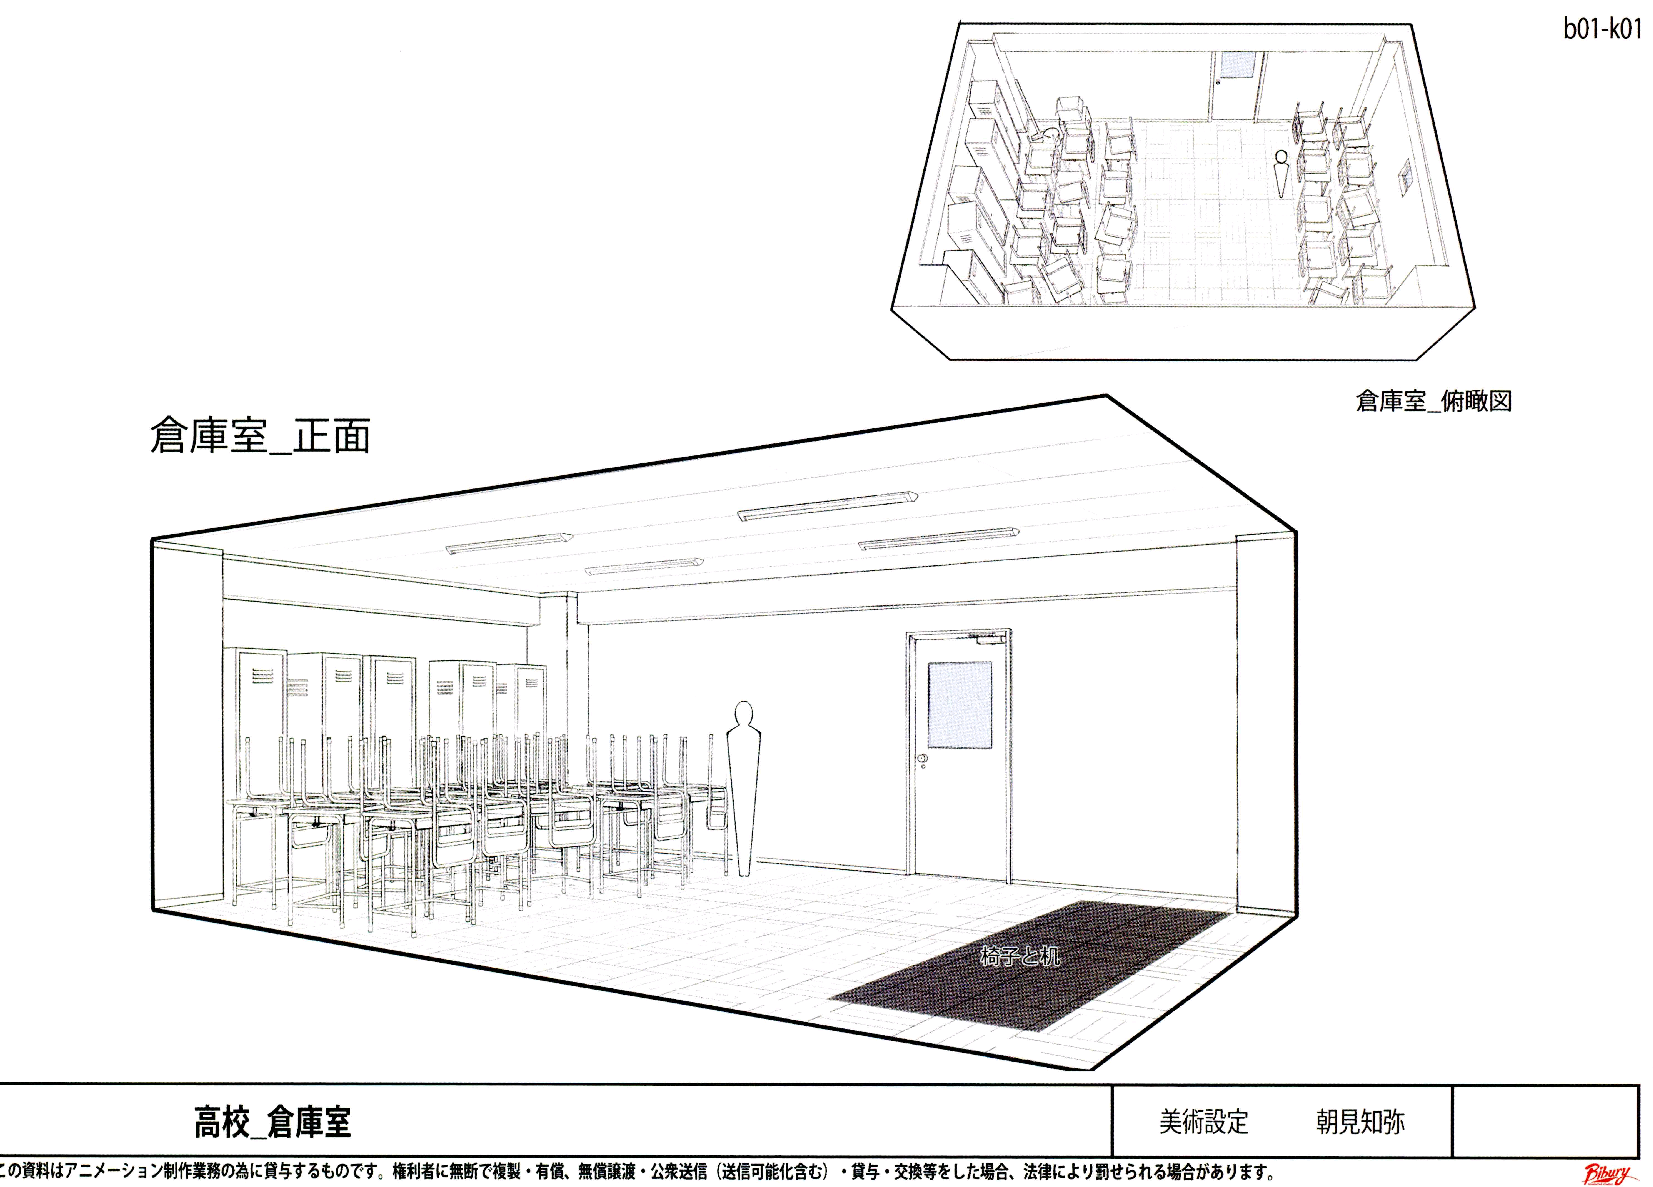 b01-k01
倉庫室_俯瞰図
倉庫室_正面
椅子と机
高校_倉庫室
美術設定 朝見知弥
この資料はアニメーション制作業務の為に貸与するものです。権利者に無断で複製・有償、無償譲渡・公衆送信（送信可能化含む）・貸与・交換等をした場合、法律により罰せられる場合があります。
Bibury